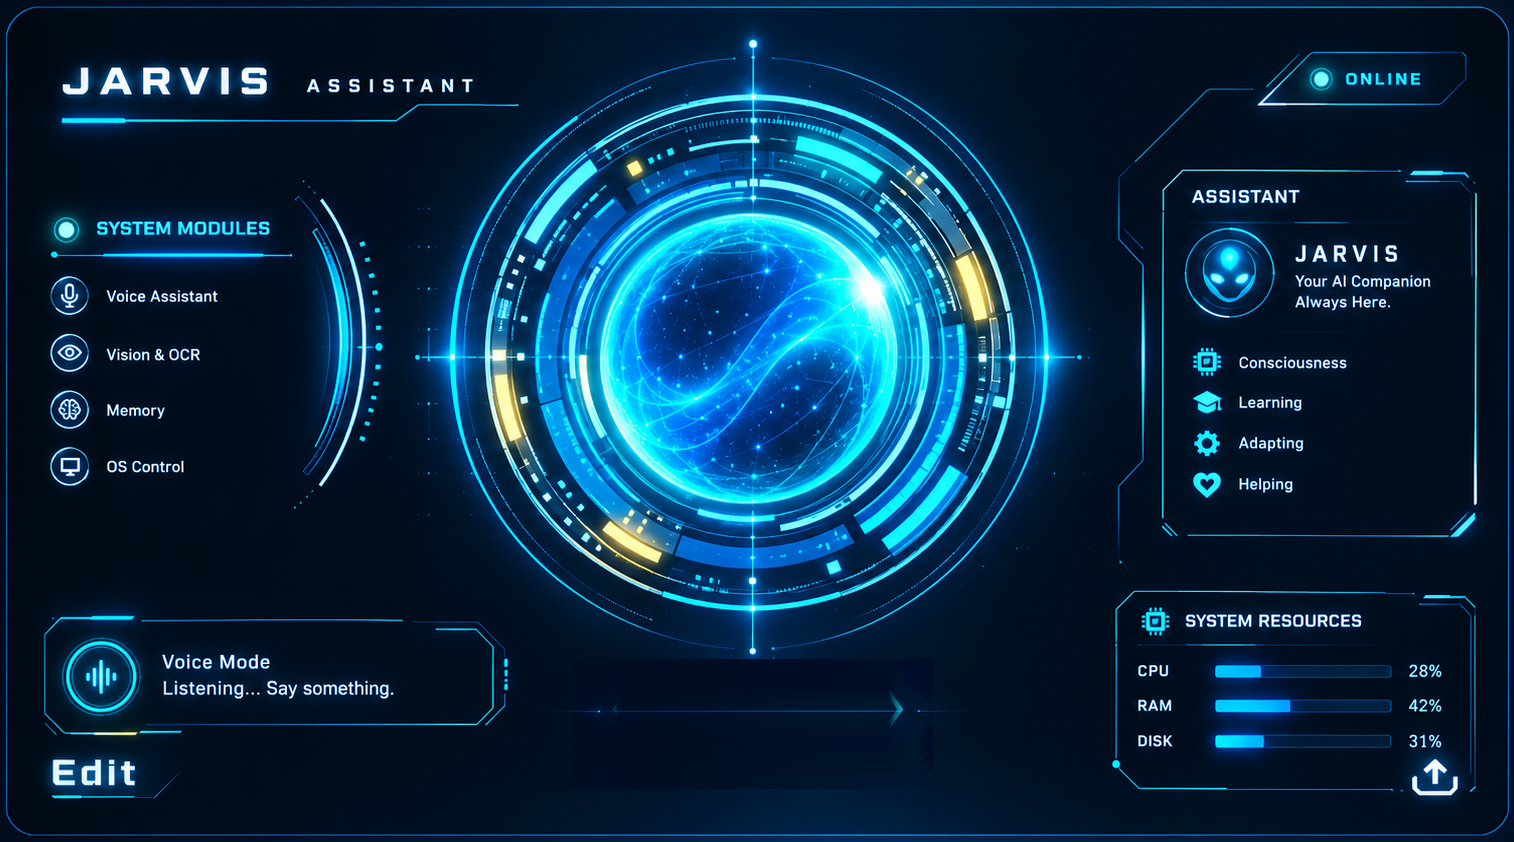 JARVIS ASSISTANT
ONLINE
SYSTEM MODULES
Voice Assistant
Vision & OCR
Memory
OS Control
ASSISTANT
JARVIS
Your AI Companion
Always Here.
Consciousness
Learning
Adapting
Helping
Voice Mode
Listening... Say something.
Edit
SYSTEM RESOURCES
CPU 28%
RAM 42%
DISK 31%